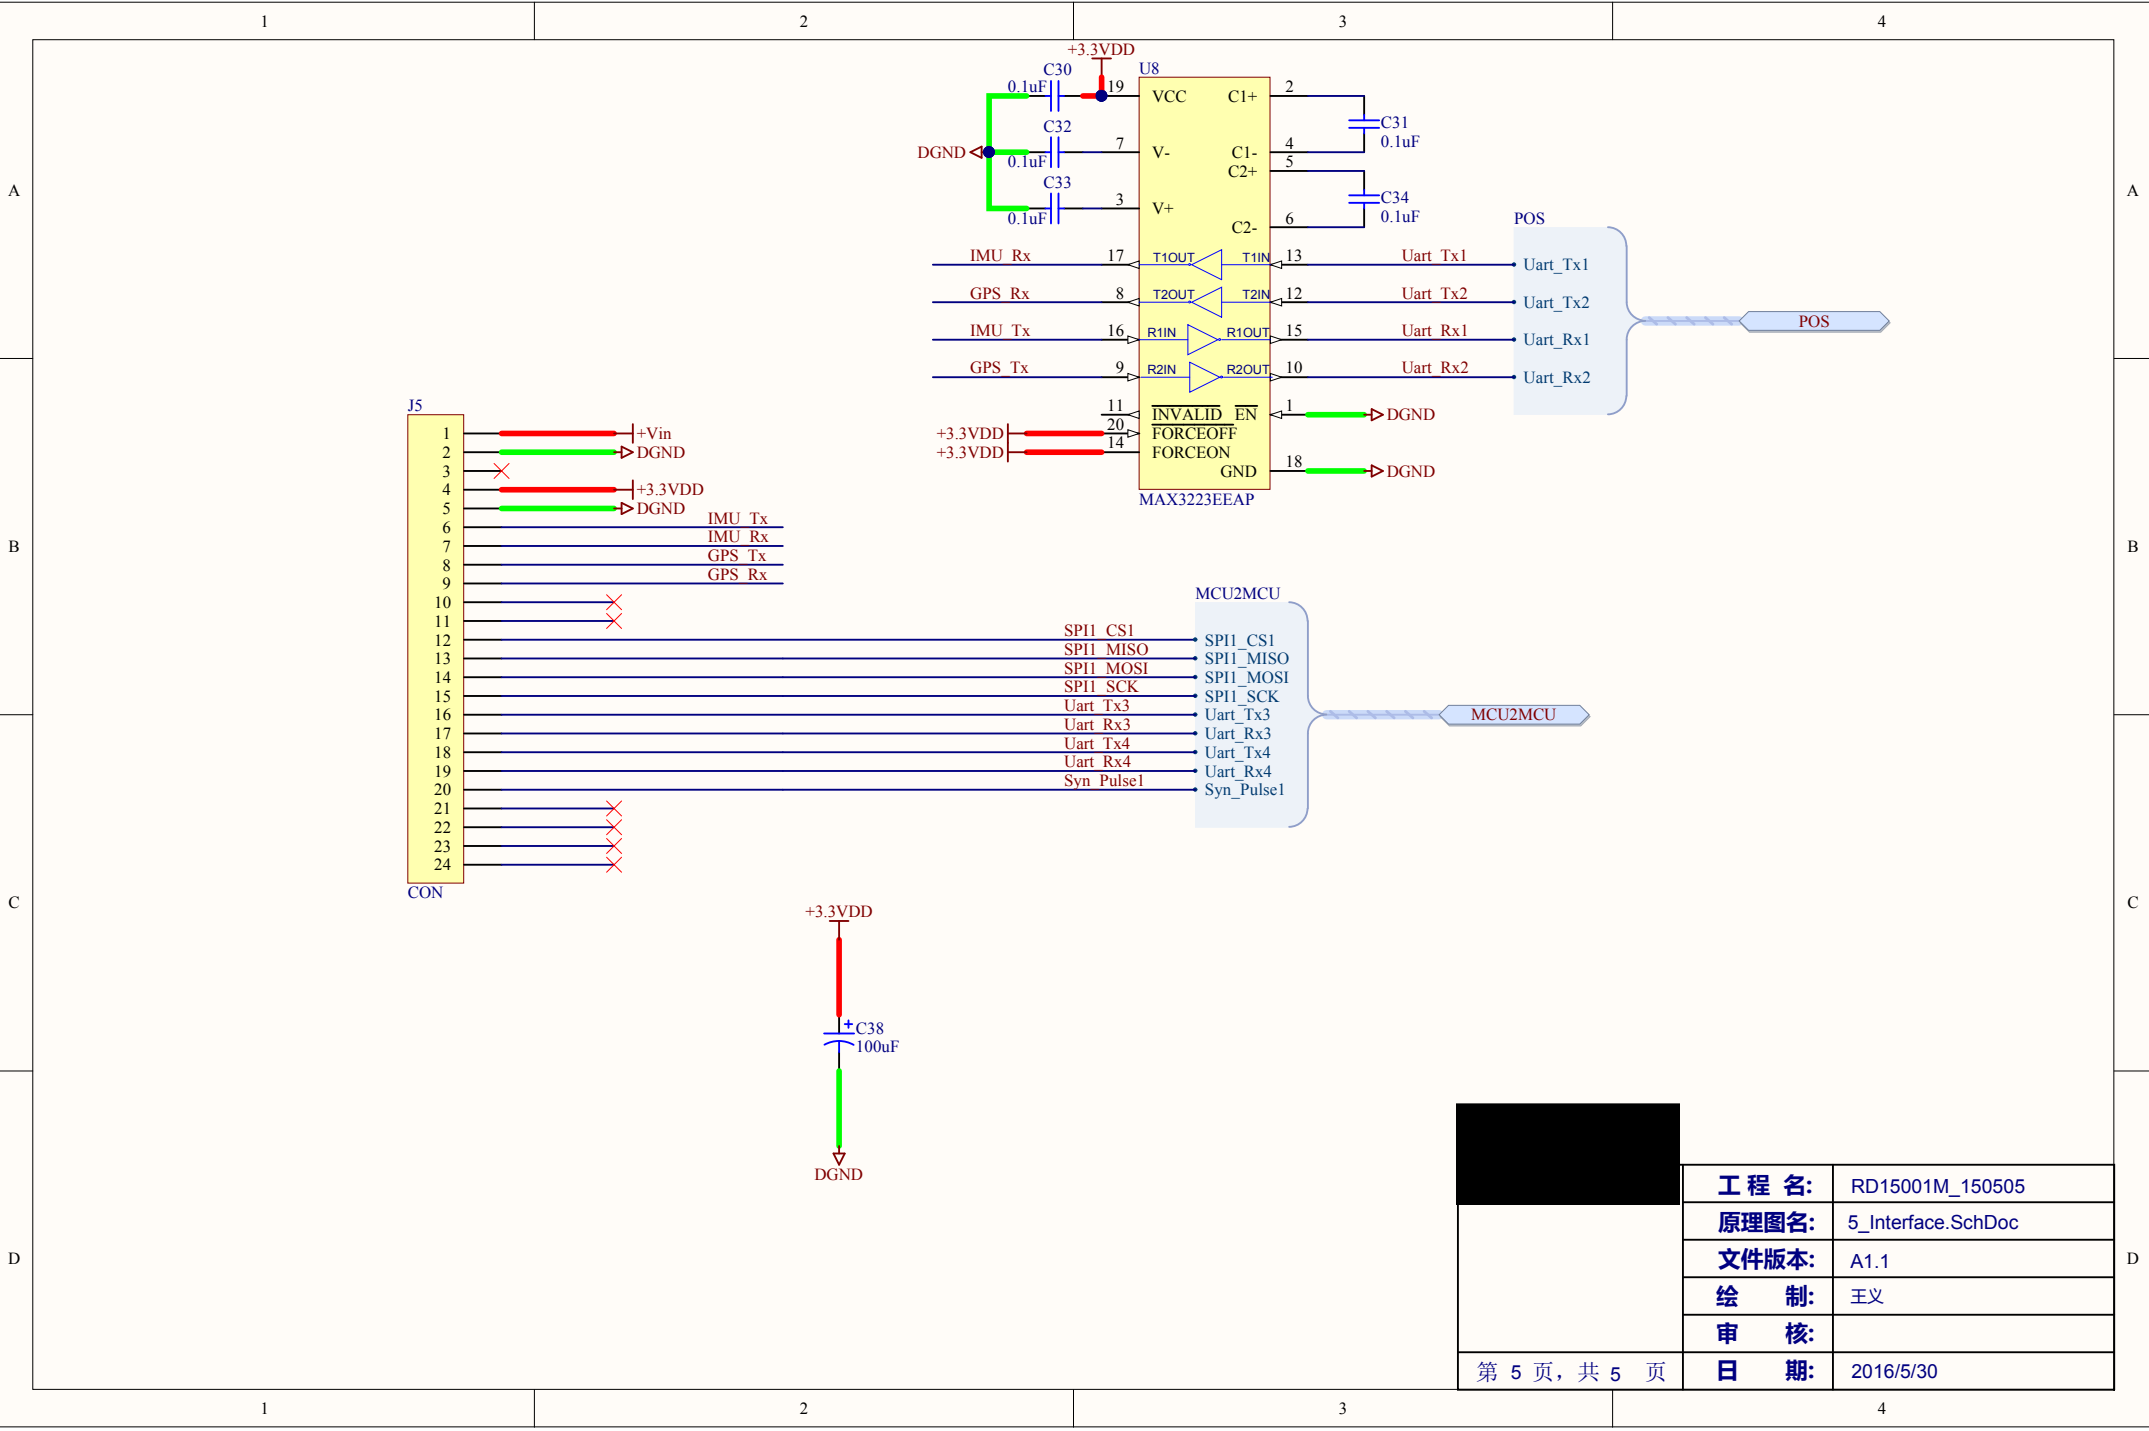 1 2 3 4
+3.3VDD
U8
C30
0.1uF
19 VCC C1+ 2
C31
0.1uF
C32
0.1uF
DGND
7 V- C1- 4
C2+ 5
C33
0.1uF
3 V+
C34
0.1uF
C2- 6
A A
POS
IMU_Rx 17 T1OUT T1IN 13 Uart_Tx1 Uart_Tx1
GPS_Rx 8 T2OUT T2IN 12 Uart_Tx2 Uart_Tx2
POS
IMU_Tx 16 R1IN R1OUT 15 Uart_Rx1 Uart_Rx1
GPS_Tx 9 R2IN R2OUT 10 Uart_Rx2 Uart_Rx2
11 INVALID EN 1 DGND
+3.3VDD 20 FORCEOFF
+3.3VDD 14 FORCEON
GND 18 DGND
MAX3223EEAP
J5
1 +Vin
2 DGND
3
4 +3.3VDD
5 DGND
6 IMU_Tx
7 IMU_Rx
8 GPS_Tx
9 GPS_Rx
10
11
B B
MCU2MCU
12 SPI1_CS1 SPI1_CS1
13 SPI1_MISO SPI1_MISO
14 SPI1_MOSI SPI1_MOSI
15 SPI1_SCK SPI1_SCK
16 Uart_Tx3 Uart_Tx3
MCU2MCU
17 Uart_Rx3 Uart_Rx3
18 Uart_Tx4 Uart_Tx4
19 Uart_Rx4 Uart_Rx4
20 Syn_Pulse1 Syn_Pulse1
21
22
23
24
CON
C C
+3.3VDD
+
C38
100uF
DGND
D D
工 程 名: RD15001M_150505
原理图名: 5_Interface.SchDoc
文件版本: A1.1
绘 制: 王义
审 核:
第 5 页，共 5 页 日 期: 2016/5/30
1 2 3 4